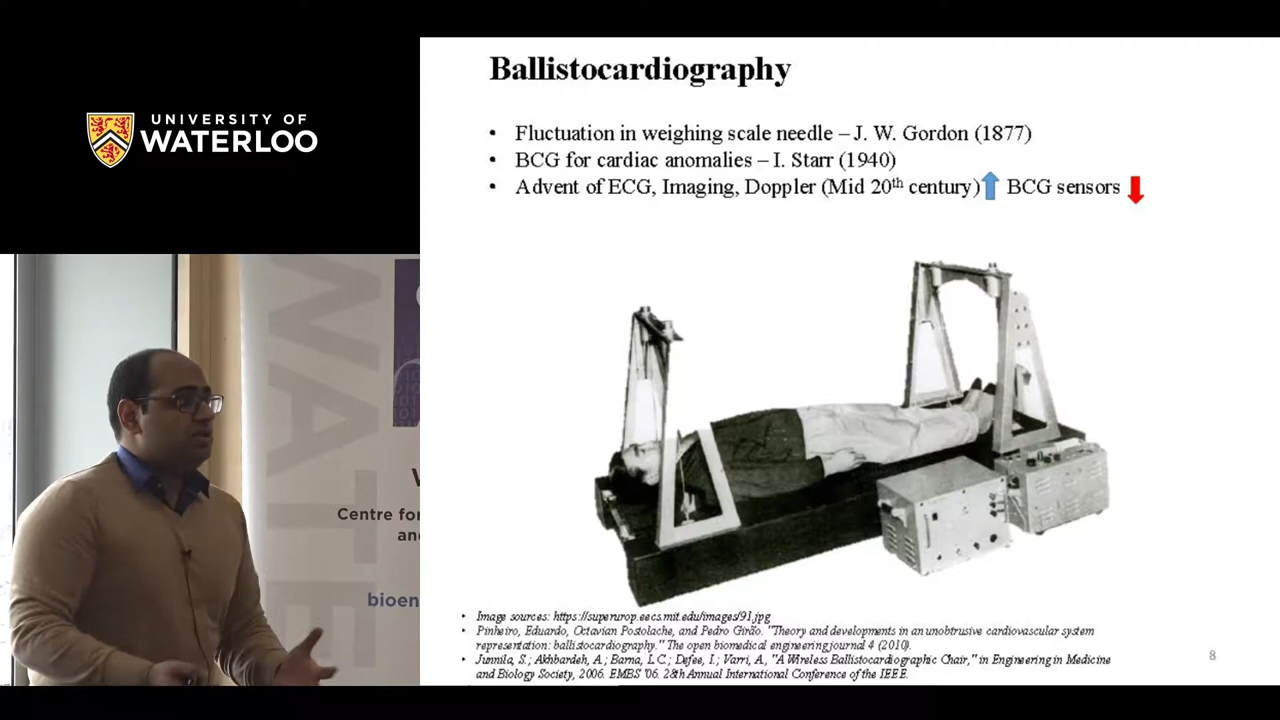 UNIVERSITY OF
WATERLOO
Ballistocardiography
• Fluctuation in weighing scale needle – J. W. Gordon (1877)
• BCG for cardiac anomalies – I. Starr (1940)
• Advent of ECG, Imaging, Doppler (Mid 20th century) BCG sensors
WATE
Centre for
and
bioen
• Image sources: https://superurop.eecs.mit.edu/images/91.jpg
• Pinheiro, Eduardo, Octavian Postolache, and Pedro Girão. "Theory and developments in an unobtrusive cardiovascular system
representation: ballistocardiography." The open biomedical engineering journal 4 (2010).
• Junnila, S.; Akhbardeh, A.; Barna, L.C.; Defee, I.; Varri, A., "A Wireless Ballistocardiographic Chair," in Engineering in Medicine
and Biology Society, 2006. EMBS '06. 28th Annual International Conference of the IEEE.
8